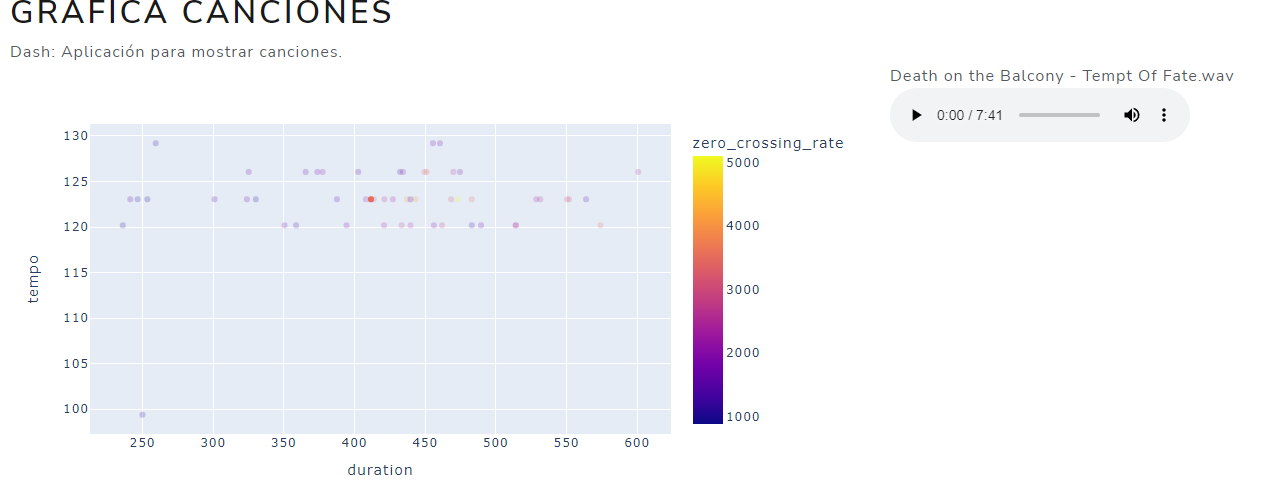 GRAFICA CANCIONES
Dash: Aplicación para mostrar canciones.
Death on the Balcony - Tempt Of Fate.wav
0:00 / 7:41
zero_crossing_rate
5000
4000
3000
2000
1000
tempo
130
125
120
115
110
105
100
250 300 350 400 450 500 550 600
duration